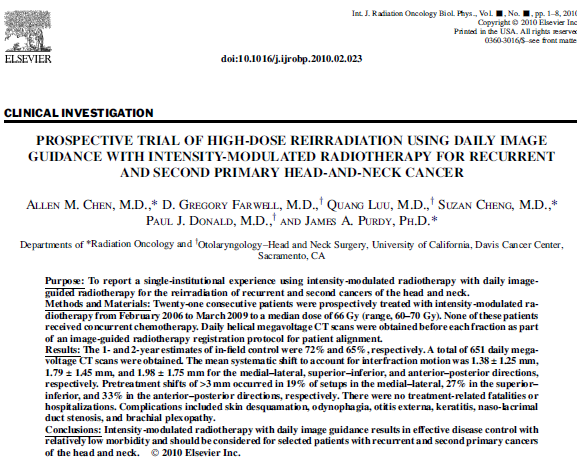 Int. J. Radiation Oncology Biol. Phys., Vol. ■, No. ■, pp. 1–8, 2010
Copyright © 2010 Elsevier Inc.
Printed in the USA. All rights reserved
0360-3016/$–see front matter
ELSEVIER
doi:10.1016/j.ijrobp.2010.02.023
CLINICAL INVESTIGATION
PROSPECTIVE TRIAL OF HIGH-DOSE REIRRADIATION USING DAILY IMAGE
GUIDANCE WITH INTENSITY-MODULATED RADIOTHERAPY FOR RECURRENT
AND SECOND PRIMARY HEAD-AND-NECK CANCER
ALLEN M. CHEN, M.D.,* D. GREGORY FARWELL, M.D.,† QUANG LUU, M.D.,† SUZAN CHENG, M.D.,*
PAUL J. DONALD, M.D.,† AND JAMES A. PURDY, PH.D.*
Departments of *Radiation Oncology and †Otolaryngology–Head and Neck Surgery, University of California, Davis Cancer Center,
Sacramento, CA
Purpose: To report a single-institutional experience using intensity-modulated radiotherapy with daily image-
guided radiotherapy for the reirradiation of recurrent and second cancers of the head and neck.
Methods and Materials: Twenty-one consecutive patients were prospectively treated with intensity-modulated ra-
diotherapy from February 2006 to March 2009 to a median dose of 66 Gy (range, 60–70 Gy). None of these patients
received concurrent chemotherapy. Daily helical megavoltage CT scans were obtained before each fraction as part
of an image-guided radiotherapy registration protocol for patient alignment.
Results: The 1- and 2-year estimates of in-field control were 72% and 65%, respectively. A total of 651 daily mega-
voltage CT scans were obtained. The mean systematic shift to account for interfraction motion was 1.38 ± 1.25 mm,
1.79 ± 1.45 mm, and 1.98 ± 1.75 mm for the medial–lateral, superior–inferior, and anterior–posterior directions,
respectively. Pretreatment shifts of >3 mm occurred in 19% of setups in the medial–lateral, 27% in the superior–
inferior, and 33% in the anterior–posterior directions, respectively. There were no treatment-related fatalities or
hospitalizations. Complications included skin desquamation, odynophagia, otitis externa, keratitis, naso-lacrimal
duct stenosis, and brachial plexopathy.
Conclusions: Intensity-modulated radiotherapy with daily image guidance results in effective disease control with
relatively low morbidity and should be considered for selected patients with recurrent and second primary cancers
of the head and neck. © 2010 Elsevier Inc.